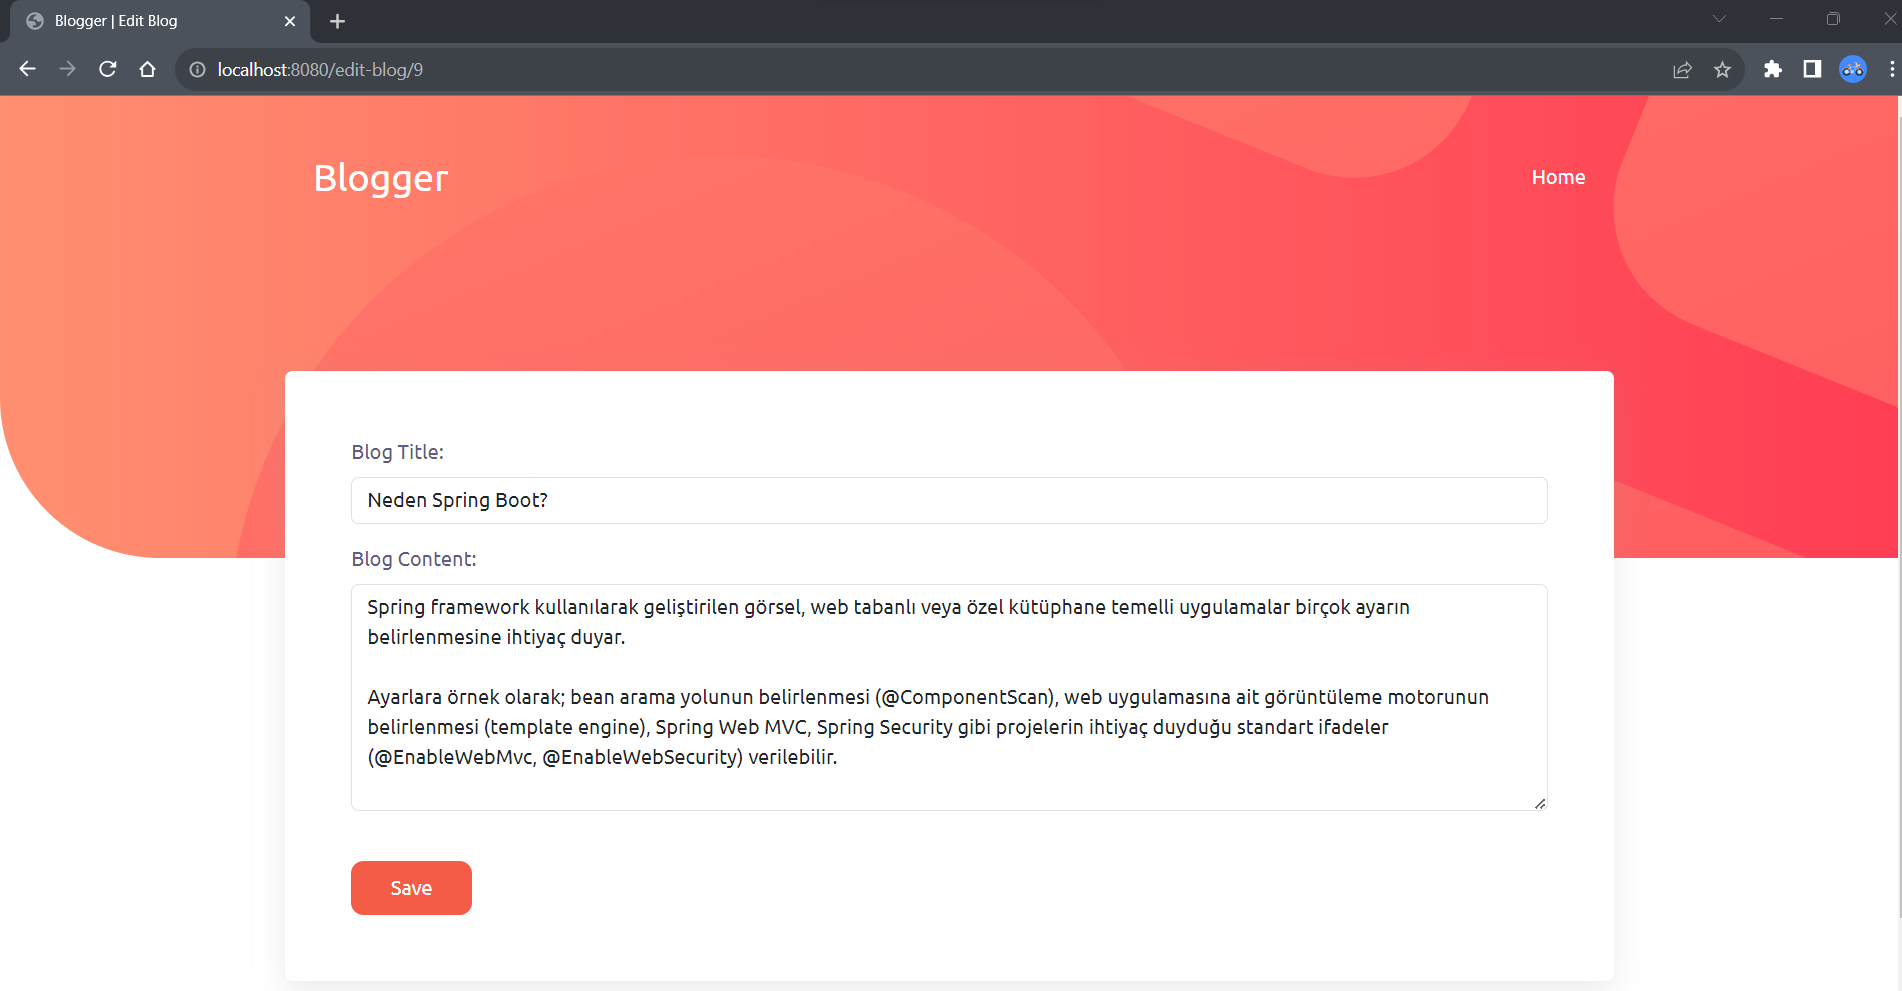 Blogger | Edit Blog
localhost:8080/edit-blog/9
Blogger
Home
Blog Title:
Neden Spring Boot?
Blog Content:
Spring framework kullanılarak geliştirilen görsel, web tabanlı veya özel kütüphane temelli uygulamalar birçok ayarın
belirlenmesine ihtiyaç duyar.
Ayarlara örnek olarak; bean arama yolunun belirlenmesi (@ComponentScan), web uygulamasına ait görüntüleme motorunun
belirlenmesi (template engine), Spring Web MVC, Spring Security gibi projelerin ihtiyaç duyduğu standart ifadeler
(@EnableWebMvc, @EnableWebSecurity) verilebilir.
Save